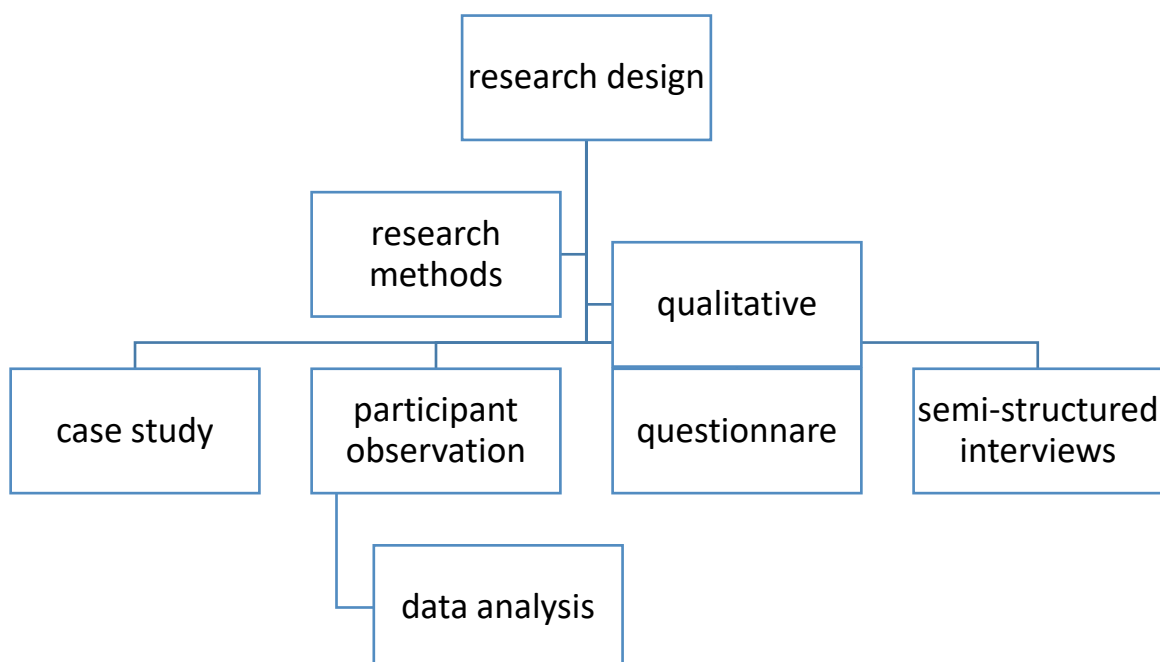 research design
research
methods
qualitative
case study
participant
observation
questionnare
semi-structured
interviews
data analysis